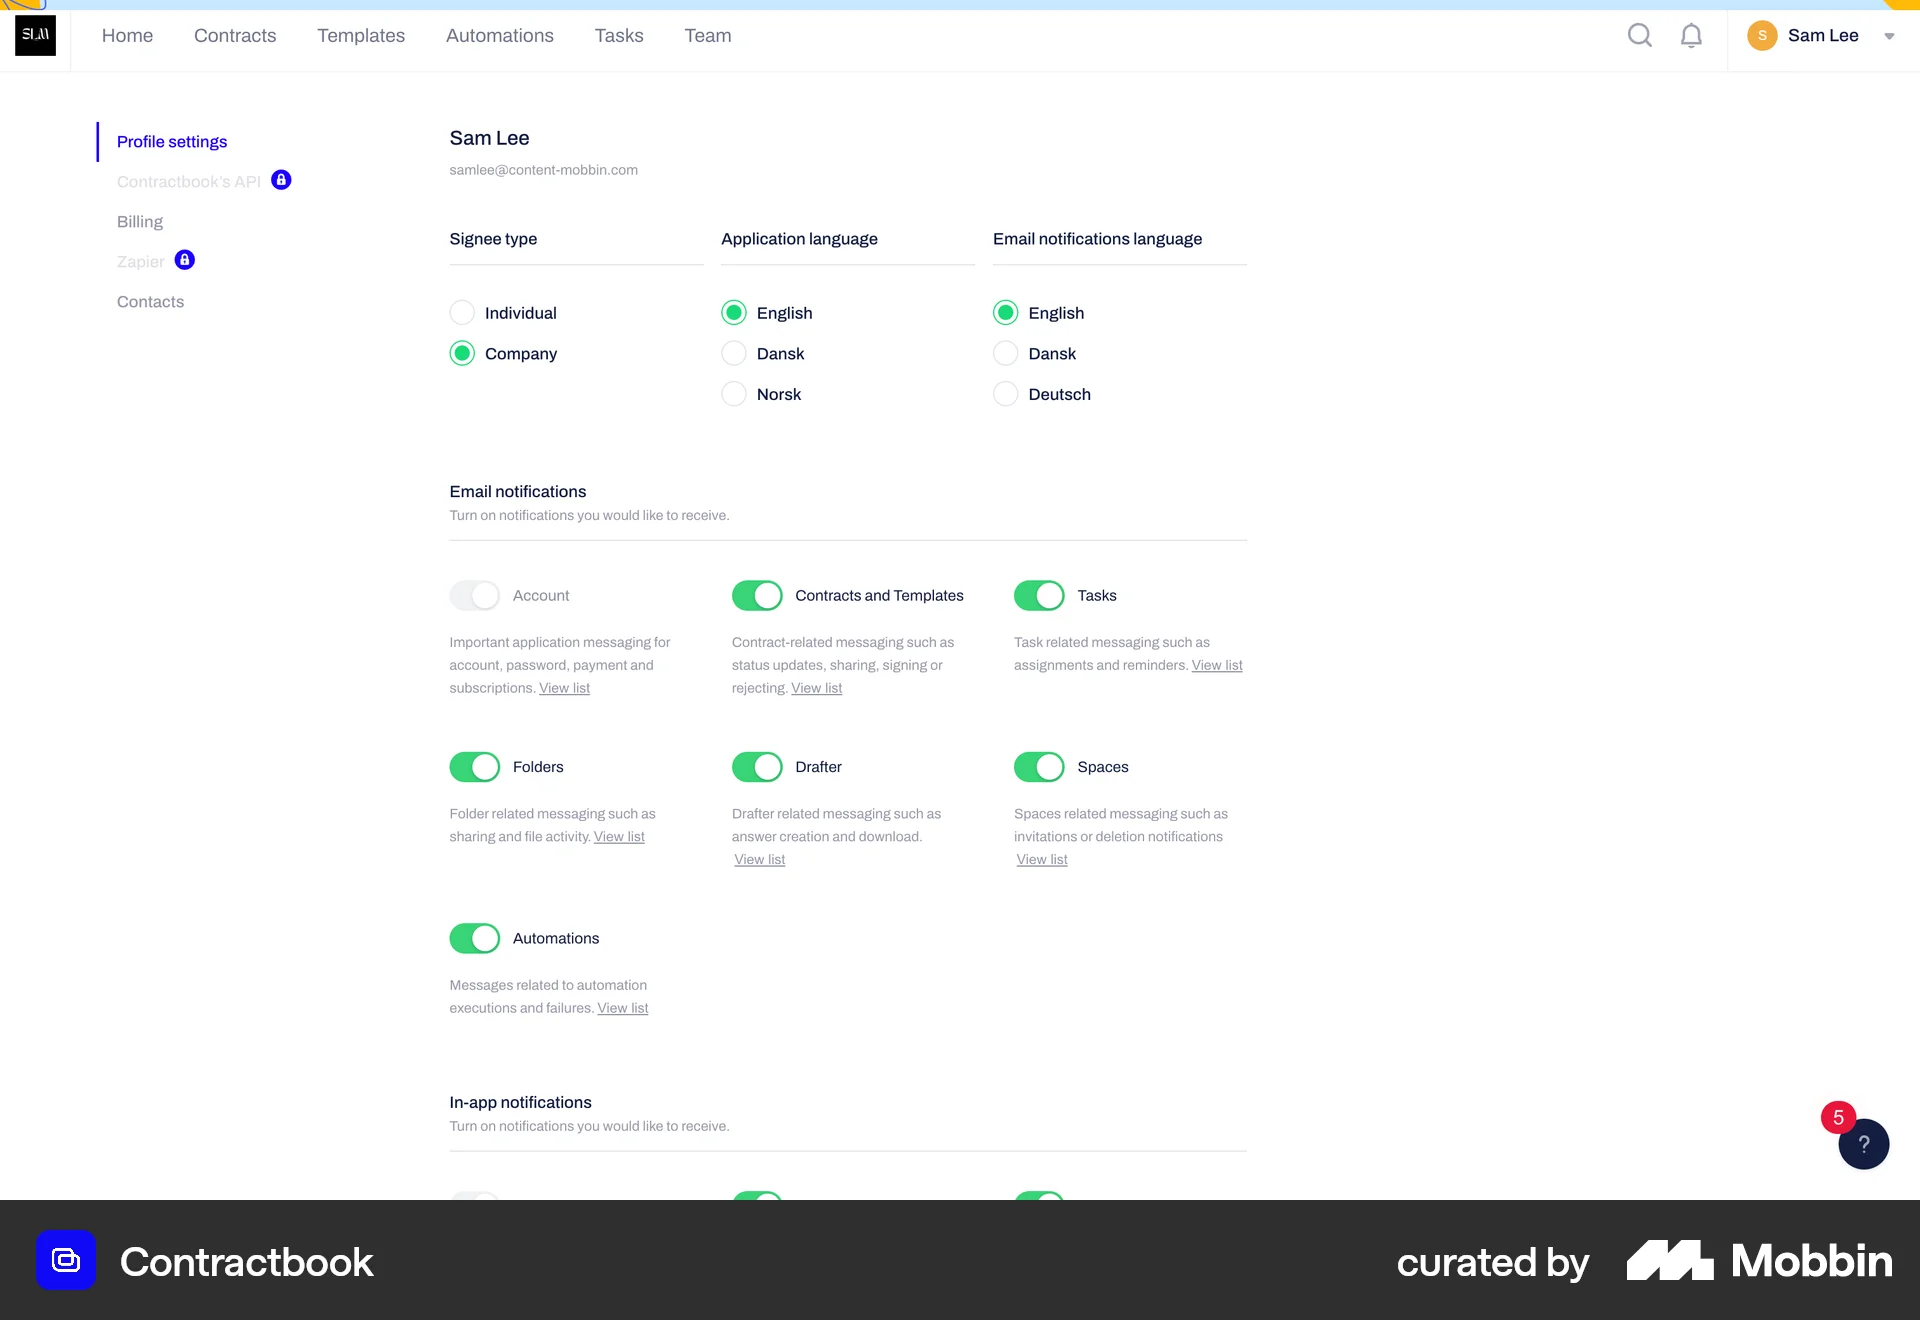 SLM
Home
Contracts
Templates
Automations
Tasks
Team
S
Sam Lee
Profile settings
Contractbook's API
Billing
Zapier
Contacts
Sam Lee
samlee@content-mobbin.com
Signee type
Individual
Company
Application language
English
Dansk
Norsk
Email notifications language
English
Dansk
Deutsch
Email notifications
Turn on notifications you would like to receive.
Account
Important application messaging for
account, password, payment and
subscriptions. View list
Contracts and Templates
Contract-related messaging such as
status updates, sharing, signing or
rejecting. View list
Tasks
Task related messaging such as
assignments and reminders. View list
Folders
Folder related messaging such as
sharing and file activity. View list
Drafter
Drafter related messaging such as
answer creation and download.
View list
Spaces
Spaces related messaging such as
invitations or deletion notifications
View list
Automations
Messages related to automation
executions and failures. View list
In-app notifications
Turn on notifications you would like to receive.
5
?
Contractbook
curated by
Mobbin